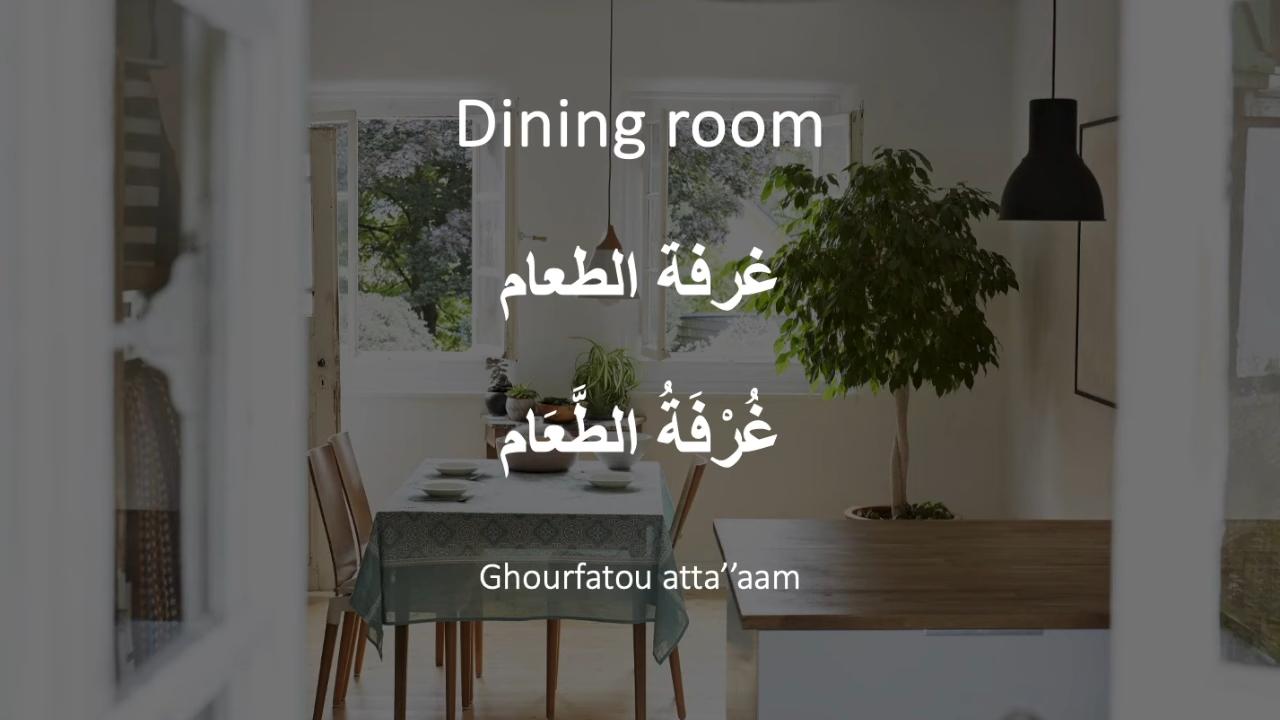 Dining room
غرفة الطعام
غُرْفَةُ الطَّعَام
Ghourfatou atta’’aam